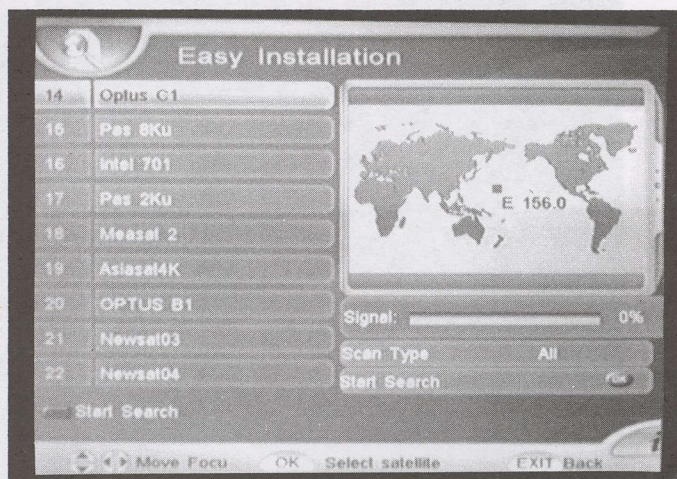 Easy Installation
14 Optus C1
15 Pas 8Ku
16 Intel 701
17 Pas 2Ku
18 Measat 2
19 Asiasat4K
20 OPTUS B1
21 Newsat03
22 Newsat04
Start Search
E 156.0
Signal: 0%
Scan Type All
Start Search OK
Move Focu OK Select satellite EXIT Back
i